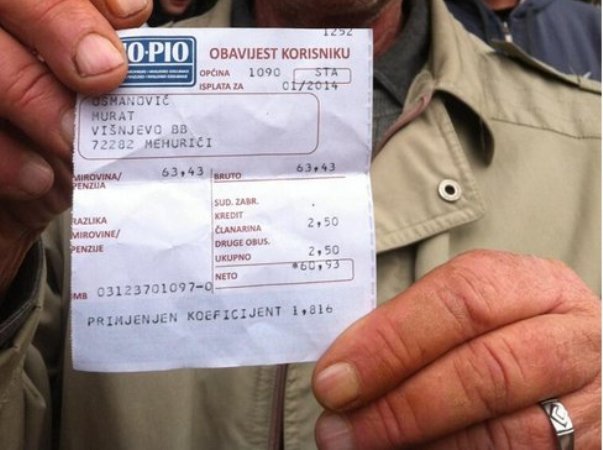 1252
IO•PIO OBAVIJEST KORISNIKU
OPĆINA 1090 STA
ISPLATA ZA 01/2014
OSMANOVIĆ
MURAT
VIŠNJEVO BB
72282 MEHURIĆI
MIROVINA/ 63,43 BRUTO 63,43
PENZIJA
SUD. ZABR.
RAZLIKA KREDIT
MIROVINE/ ČLANARINA 2,50
PENZIJE DRUGE OBUS.
UKUPNO 2,50
NETO *60,93
MB 03123701097-0
PRIMJENJEN KOEFICIJENT 1,816